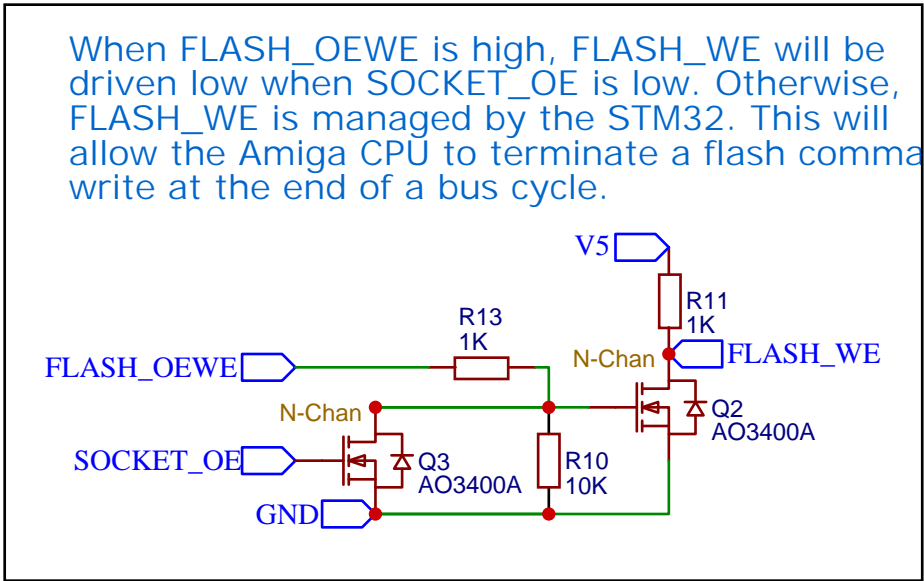 When FLASH_OEWE is high, FLASH_WE will be
driven low when SOCKET_OE is low. Otherwise,
FLASH_WE is managed by the STM32. This will
allow the Amiga CPU to terminate a flash comma
write at the end of a bus cycle.
V5
R11
1K
R13
1K
FLASH_OEWE
N-Chan
FLASH_WE
N-Chan
Q2
AO3400A
SOCKET_OE
Q3
AO3400A
R10
10K
GND